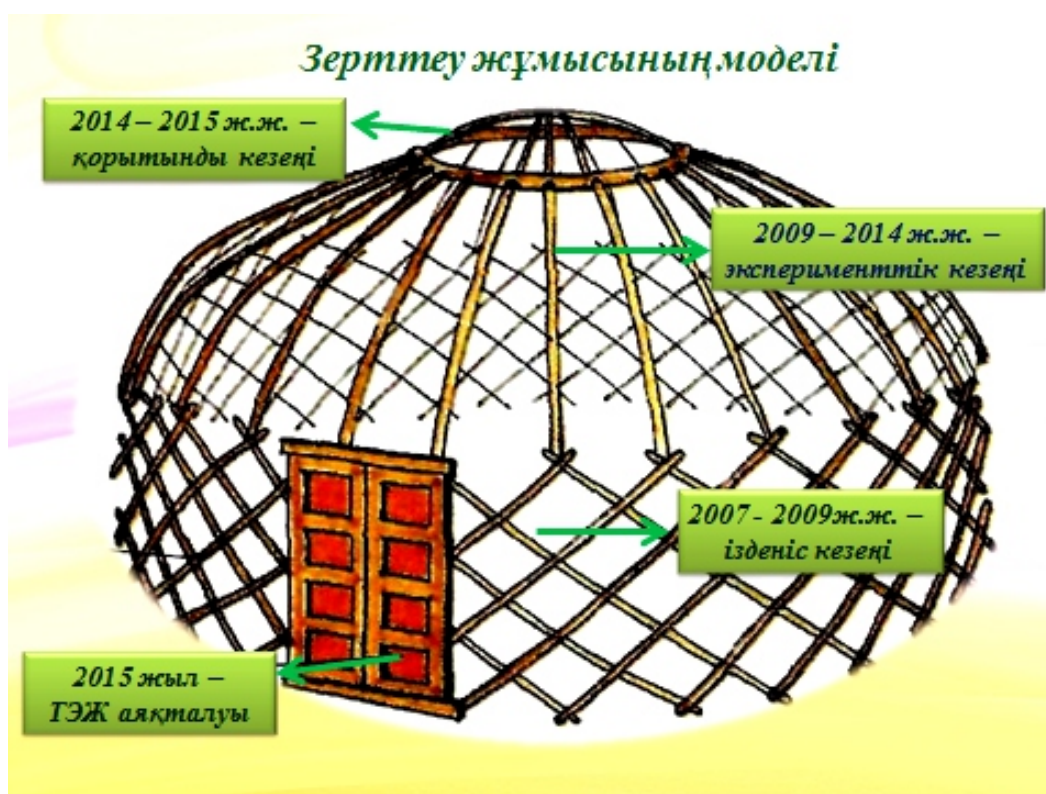 Зерттеу жұмысының моделі
2014 – 2015 ж.ж. –
қорытынды кезеңі
2009 – 2014 ж.ж. –
эксперименттік кезеңі
2007 - 2009ж.ж. –
ізденіс кезеңі
2015 жыл –
ТЭЖ аяқталуы